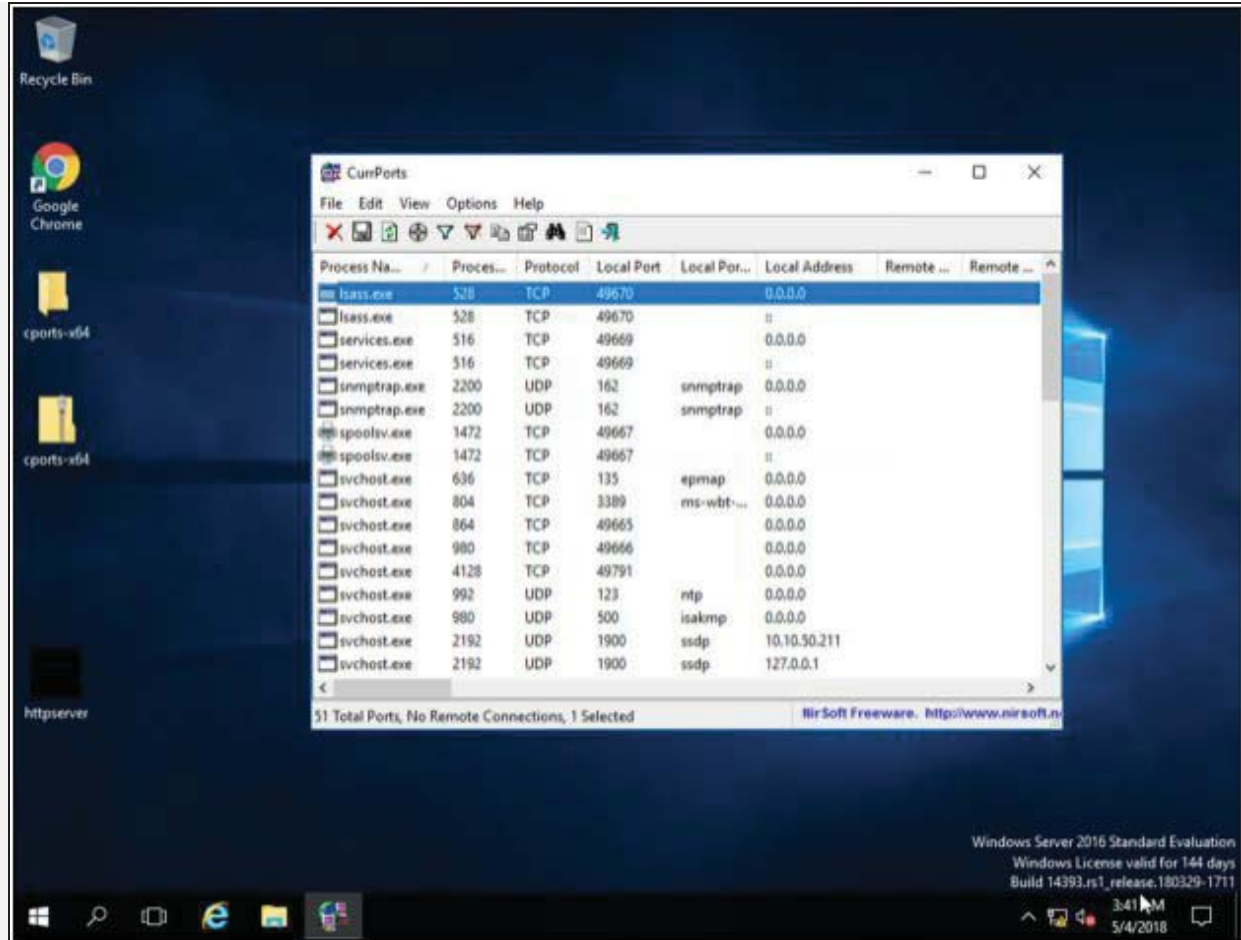 Recycle Bin
Google
Chrome
cports-x64
cports-x64
httpserver
CurrPorts
File Edit View Options Help
Process Na... / Proces... Protocol Local Port Local Por... Local Address Remote ... Remote ...
lsass.exe 528 TCP 49670 0.0.0.0
lsass.exe 528 TCP 49670 ::
services.exe 516 TCP 49669 0.0.0.0
services.exe 516 TCP 49669 ::
snmptrap.exe 2200 UDP 162 snmptrap 0.0.0.0
snmptrap.exe 2200 UDP 162 snmptrap ::
spoolsv.exe 1472 TCP 49667 0.0.0.0
spoolsv.exe 1472 TCP 49667 ::
svchost.exe 636 TCP 135 epmap 0.0.0.0
svchost.exe 804 TCP 3389 ms-wbt-... 0.0.0.0
svchost.exe 864 TCP 49665 0.0.0.0
svchost.exe 980 TCP 49666 0.0.0.0
svchost.exe 4128 TCP 49791 0.0.0.0
svchost.exe 992 UDP 123 ntp 0.0.0.0
svchost.exe 980 UDP 500 isakmp 0.0.0.0
svchost.exe 2192 UDP 1900 ssdp 10.10.50.211
svchost.exe 2192 UDP 1900 ssdp 127.0.0.1
51 Total Ports, No Remote Connections, 1 Selected NirSoft Freeware. http://www.nirsoft.n
Windows Server 2016 Standard Evaluation
Windows License valid for 144 days
Build 14393.rs1_release.180329-1711
3:41
5/4/2018